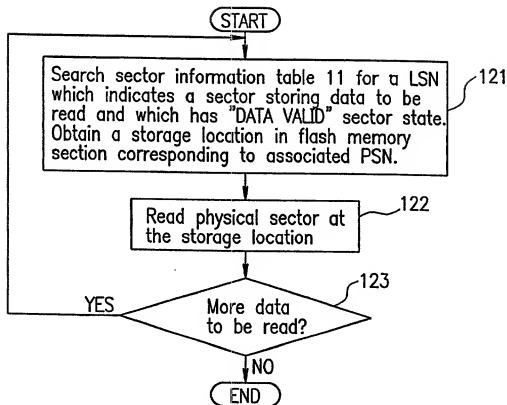 START
Search sector information table 11 for a LSN
which indicates a sector storing data to be
read and which has "DATA VALID" sector state.
Obtain a storage location in flash memory
section corresponding to associated PSN.
121
Read physical sector at
the storage location
122
More data
to be read?
123
YES
NO
END